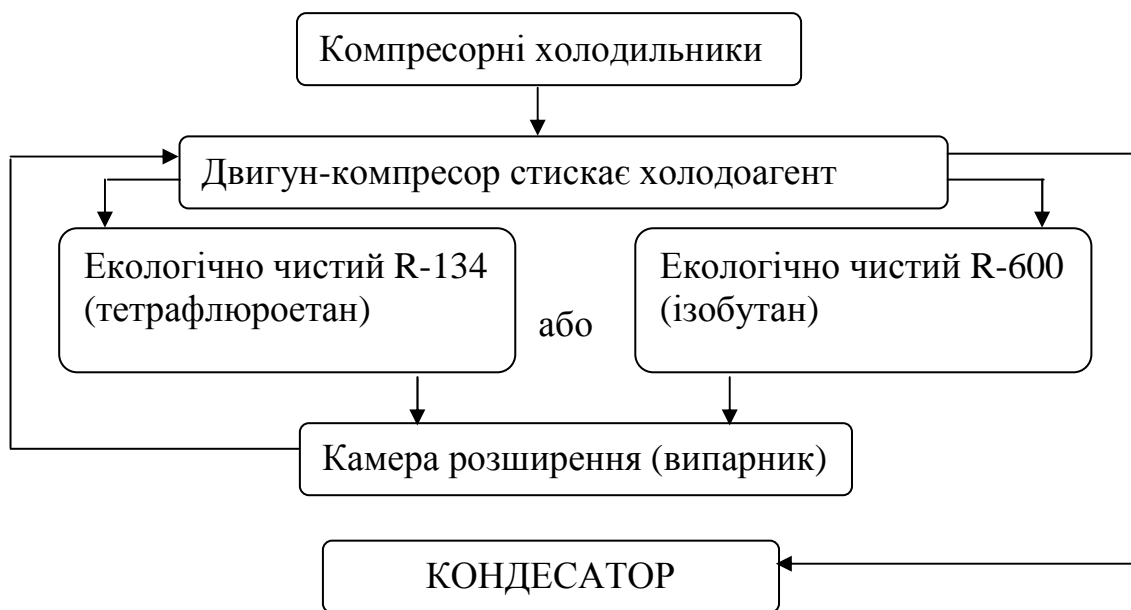 Компресорні холодильники
Двигун-компресор стискає холодоагент
Екологічно чистий R-134
(тетрафлюроетан)
або
Екологічно чистий R-600
(ізобутан)
Камера розширення (випарник)
КОНДЕСАТОР